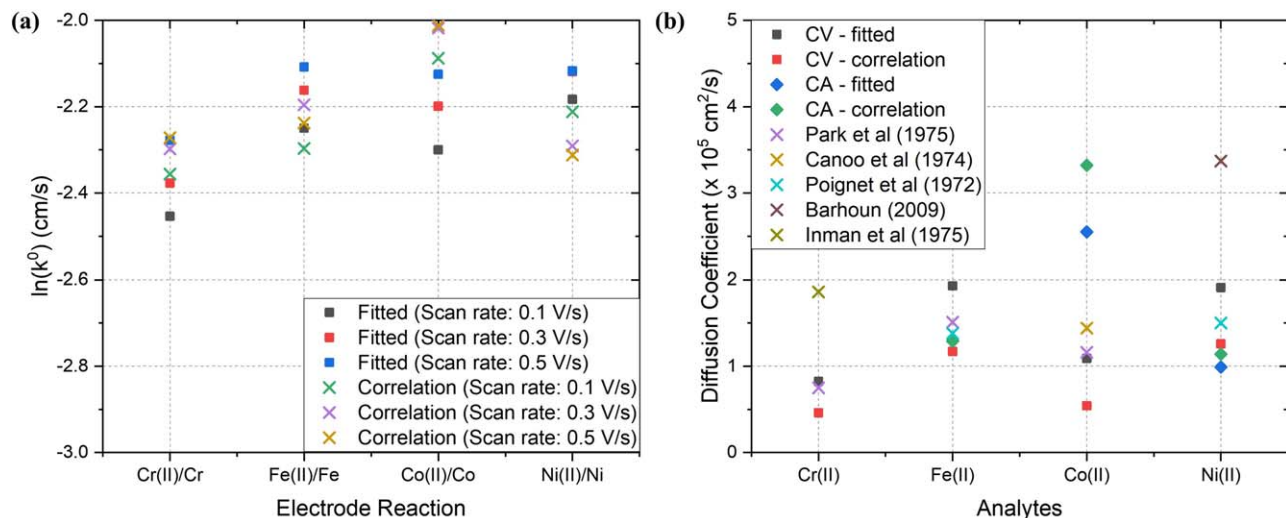 (a)
-2.0
-2.2
-2.4
-2.6
-2.8
-3.0
ln(k⁰) (cm/s)
Fitted (Scan rate: 0.1 V/s)
Fitted (Scan rate: 0.3 V/s)
Fitted (Scan rate: 0.5 V/s)
Correlation (Scan rate: 0.1 V/s)
Correlation (Scan rate: 0.3 V/s)
Correlation (Scan rate: 0.5 V/s)
Cr(II)/Cr Fe(II)/Fe Co(II)/Co Ni(II)/Ni
Electrode Reaction
(b)
5
4
3
2
1
0
Diffusion Coefficient (x 10⁵ cm²/s)
CV - fitted
CV - correlation
CA - fitted
CA - correlation
Park et al (1975)
Canoo et al (1974)
Poignet et al (1972)
Barhoun (2009)
Inman et al (1975)
Cr(II) Fe(II) Co(II) Ni(II)
Analytes